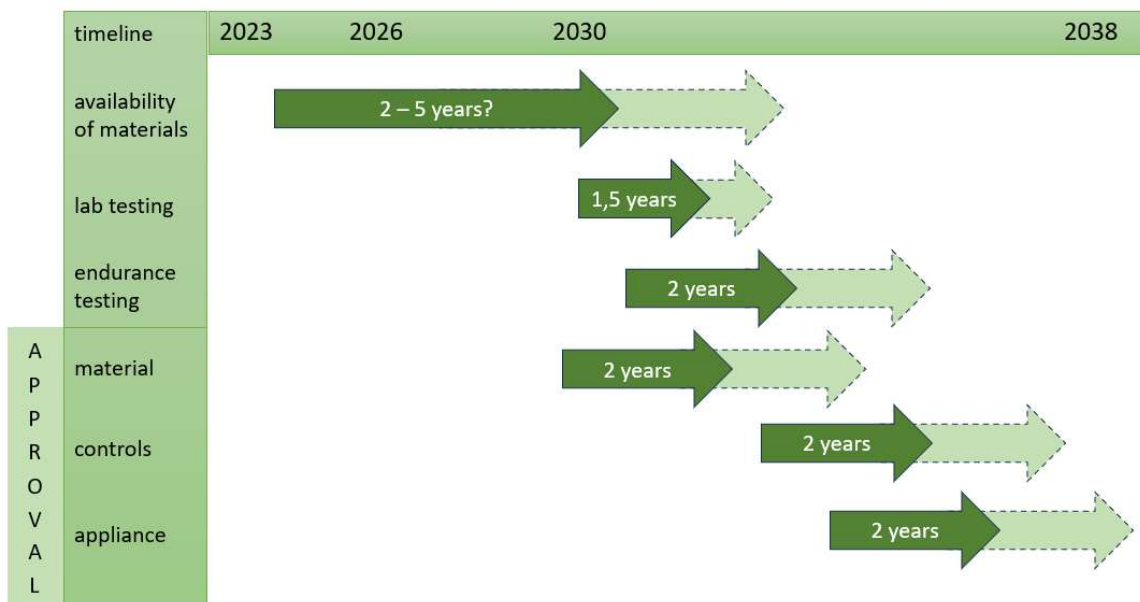 timeline 2023 2026 2030 2038
availability
of materials
2 – 5 years?
lab testing
1,5 years
endurance
testing
2 years
APPROVAL
material
2 years
controls
2 years
appliance
2 years